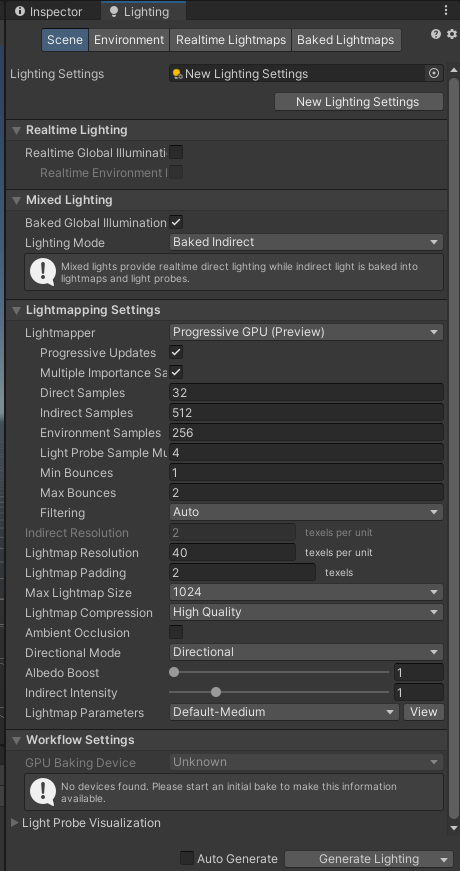 Inspector Lighting
Scene Environment Realtime Lightmaps Baked Lightmaps
Lighting Settings New Lighting Settings
New Lighting Settings
Realtime Lighting
Realtime Global Illuminati
Realtime Environment
Mixed Lighting
Baked Global Illumination
Lighting Mode Baked Indirect
Mixed lights provide realtime direct lighting while indirect light is baked into
lightmaps and light probes.
Lightmapping Settings
Lightmapper Progressive GPU (Preview)
Progressive Updates
Multiple Importance Sa
Direct Samples 32
Indirect Samples 512
Environment Samples 256
Light Probe Sample Mu 4
Min Bounces 1
Max Bounces 2
Filtering Auto
Indirect Resolution 2 texels per unit
Lightmap Resolution 40 texels per unit
Lightmap Padding 2 texels
Max Lightmap Size 1024
Lightmap Compression High Quality
Ambient Occlusion
Directional Mode Directional
Albedo Boost 1
Indirect Intensity 1
Lightmap Parameters Default-Medium View
Workflow Settings
GPU Baking Device Unknown
No devices found. Please start an initial bake to make this information
available.
Light Probe Visualization
Auto Generate Generate Lighting